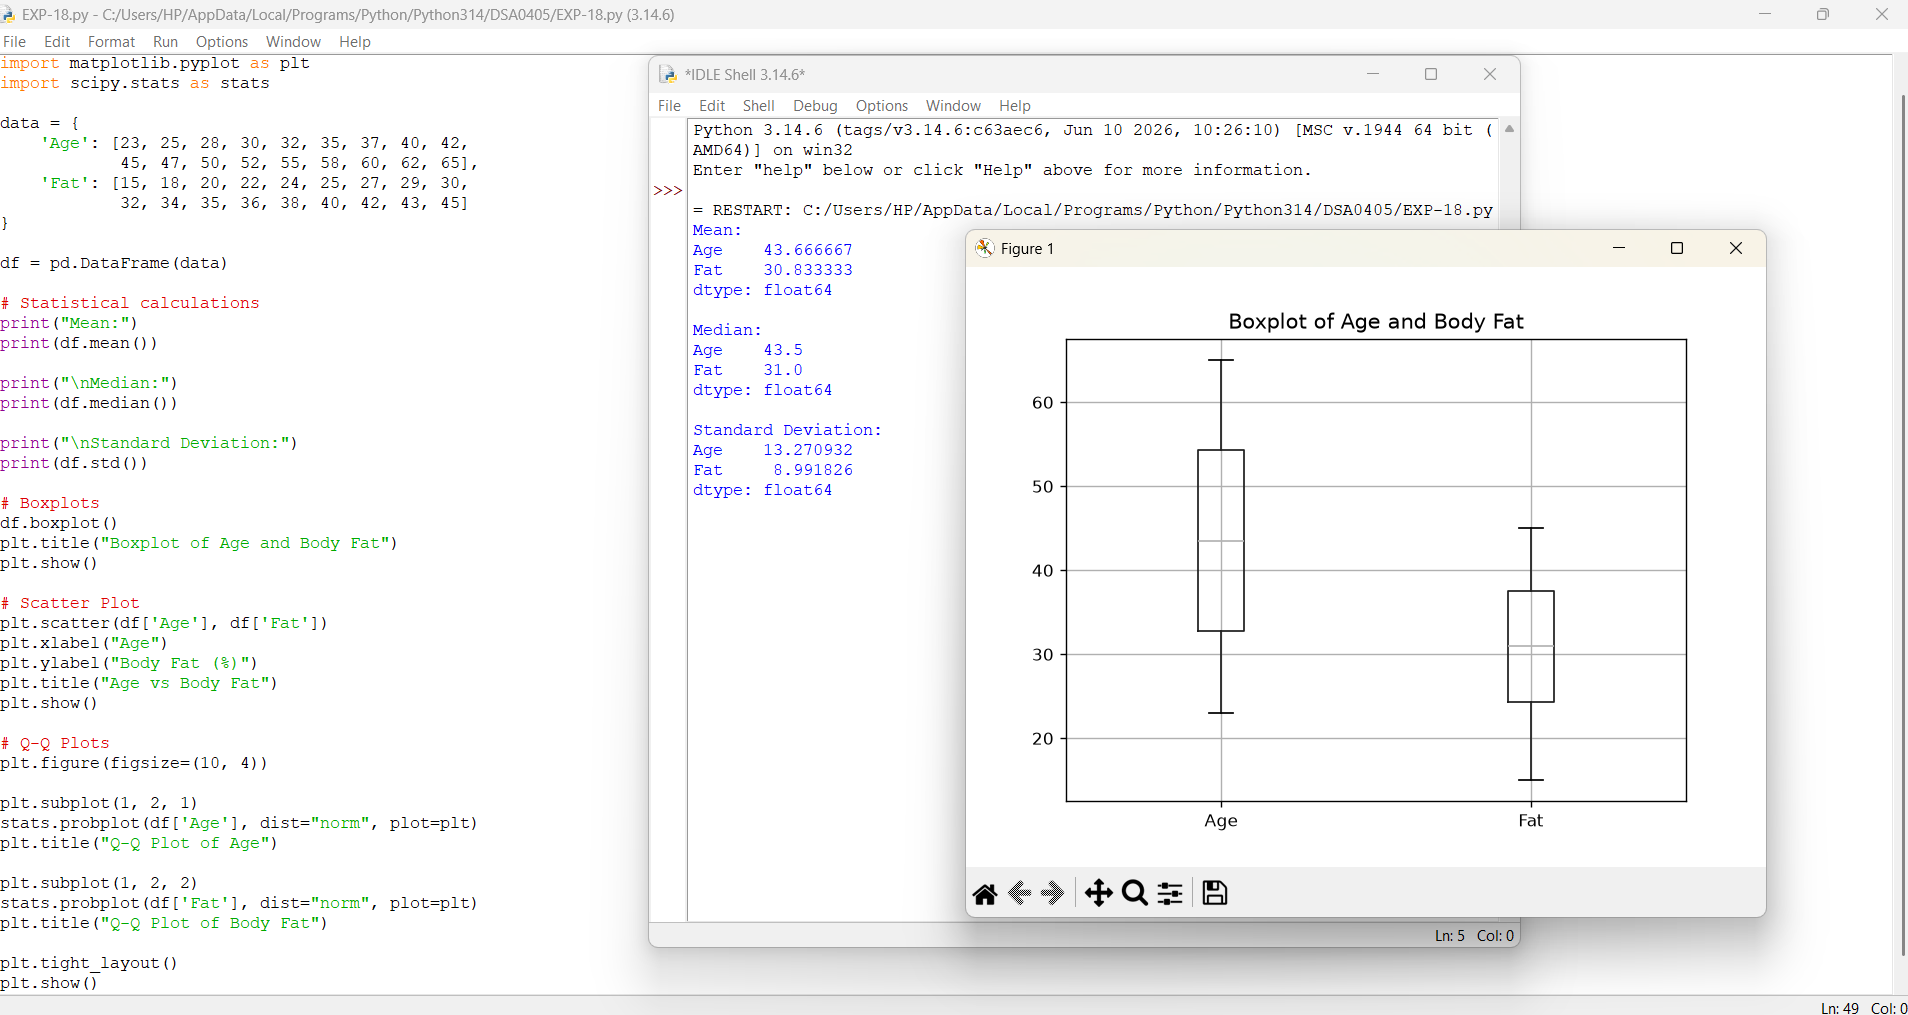 EXP-18.py - C:/Users/HP/AppData/Local/Programs/Python/Python314/DSA0405/EXP-18.py (3.14.6)
File Edit Format Run Options Window Help
import matplotlib.pyplot as plt
import scipy.stats as stats
data = {
    'Age': [23, 25, 28, 30, 32, 35, 37, 40, 42,
            45, 47, 50, 52, 55, 58, 60, 62, 65],
    'Fat': [15, 18, 20, 22, 24, 25, 27, 29, 30,
            32, 34, 35, 36, 38, 40, 42, 43, 45]
}
df = pd.DataFrame(data)
# Statistical calculations
print("Mean:")
print(df.mean())
print("\nMedian:")
print(df.median())
print("\nStandard Deviation:")
print(df.std())
# Boxplots
df.boxplot()
plt.title("Boxplot of Age and Body Fat")
plt.show()
# Scatter Plot
plt.scatter(df['Age'], df['Fat'])
plt.xlabel("Age")
plt.ylabel("Body Fat (%)")
plt.title("Age vs Body Fat")
plt.show()
# Q-Q Plots
plt.figure(figsize=(10, 4))
plt.subplot(1, 2, 1)
stats.probplot(df['Age'], dist="norm", plot=plt)
plt.title("Q-Q Plot of Age")
plt.subplot(1, 2, 2)
stats.probplot(df['Fat'], dist="norm", plot=plt)
plt.title("Q-Q Plot of Body Fat")
plt.tight_layout()
plt.show()
Ln: 49 Col: 0
*IDLE Shell 3.14.6*
File Edit Shell Debug Options Window Help
Python 3.14.6 (tags/v3.14.6:c63aec6, Jun 10 2026, 10:26:10) [MSC v.1944 64 bit (
AMD64)] on win32
Enter "help" below or click "Help" above for more information.
>>>
= RESTART: C:/Users/HP/AppData/Local/Programs/Python/Python314/DSA0405/EXP-18.py
Mean:
Age    43.666667
Fat    30.833333
dtype: float64
Median:
Age    43.5
Fat    31.0
dtype: float64
Standard Deviation:
Age    13.270932
Fat     8.991826
dtype: float64
Ln: 5 Col: 0
Figure 1
Boxplot of Age and Body Fat
60
50
40
30
20
Age Fat